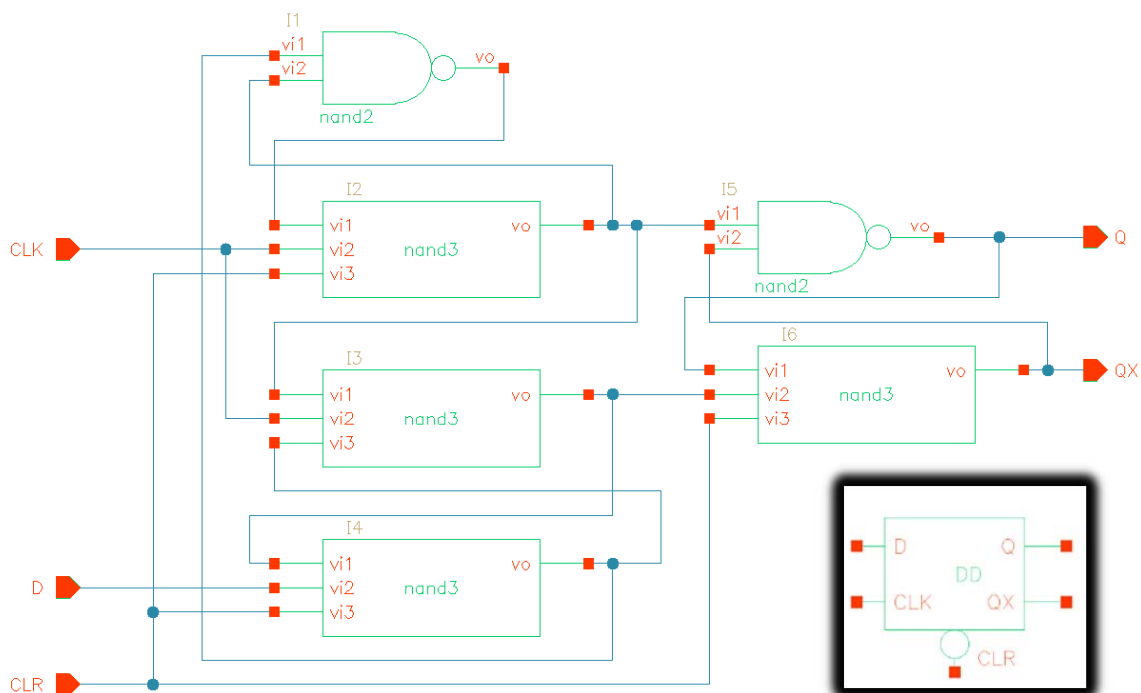 I1
vi1
vi2
vo
nand2
I2
vi1
vi2
vi3
vo
nand3
I5
vi1
vi2
vo
nand2
CLK
Q
I3
vi1
vi2
vi3
vo
nand3
I6
vi1
vi2
vi3
vo
nand3
QX
I4
vi1
vi2
vi3
vo
nand3
D
CLR
D
Q
DD
CLK
QX
CLR